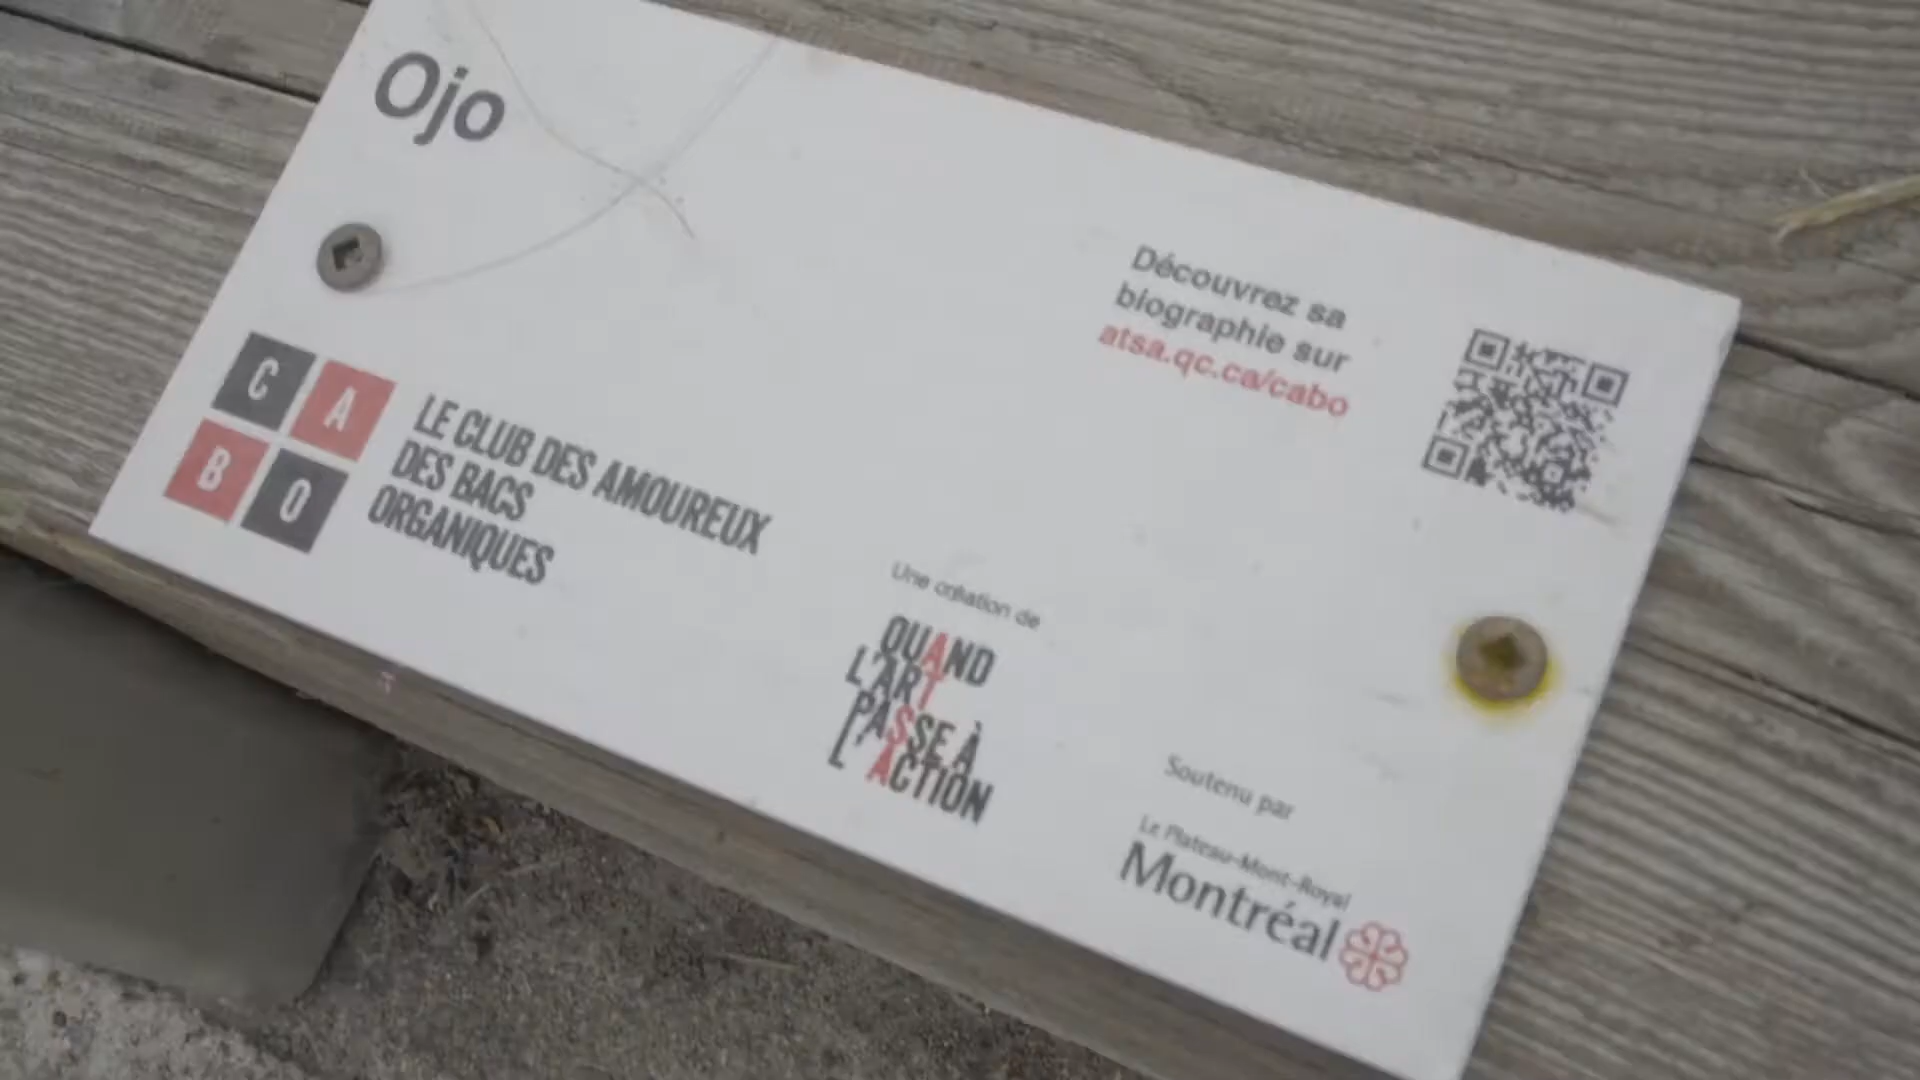 Ojo
Découvrez sa
biographie sur
atsa.qc.ca/cabo
C A
B O
LE CLUB DES AMOUREUX
DES BACS
ORGANIQUES
Une création de
QUAND
L'ART
PASSE À
L'ACTION
Soutenu par
Le Plateau-Mont-Royal
Montréal